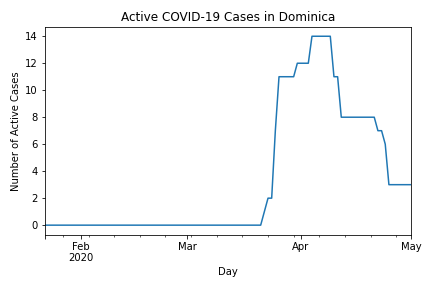 Active COVID-19 Cases in Dominica
14
12
10
8
6
4
2
0
Number of Active Cases
Feb
2020
Mar
Apr
May
Day